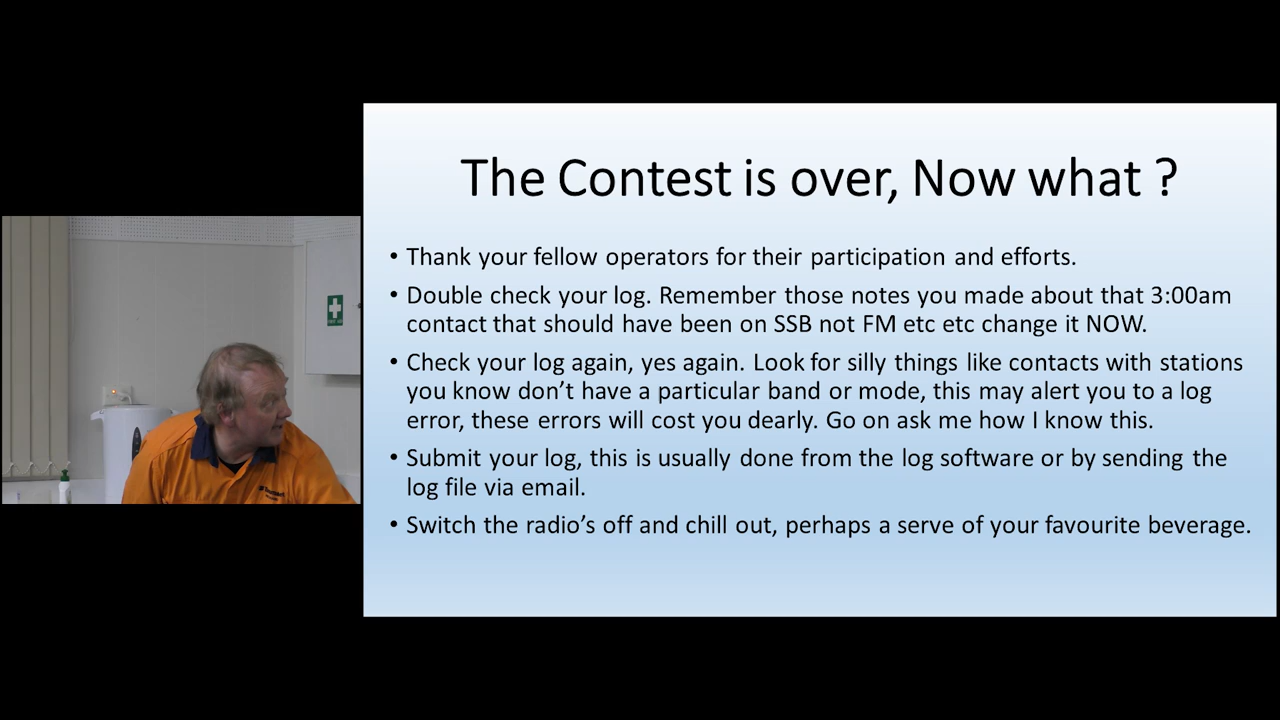 The Contest is over, Now what ?
• Thank your fellow operators for their participation and efforts.
• Double check your log. Remember those notes you made about that 3:00am
contact that should have been on SSB not FM etc etc change it NOW.
• Check your log again, yes again. Look for silly things like contacts with stations
you know don’t have a particular band or mode, this may alert you to a log
error, these errors will cost you dearly. Go on ask me how I know this.
• Submit your log, this is usually done from the log software or by sending the
log file via email.
• Switch the radio’s off and chill out, perhaps a serve of your favourite beverage.